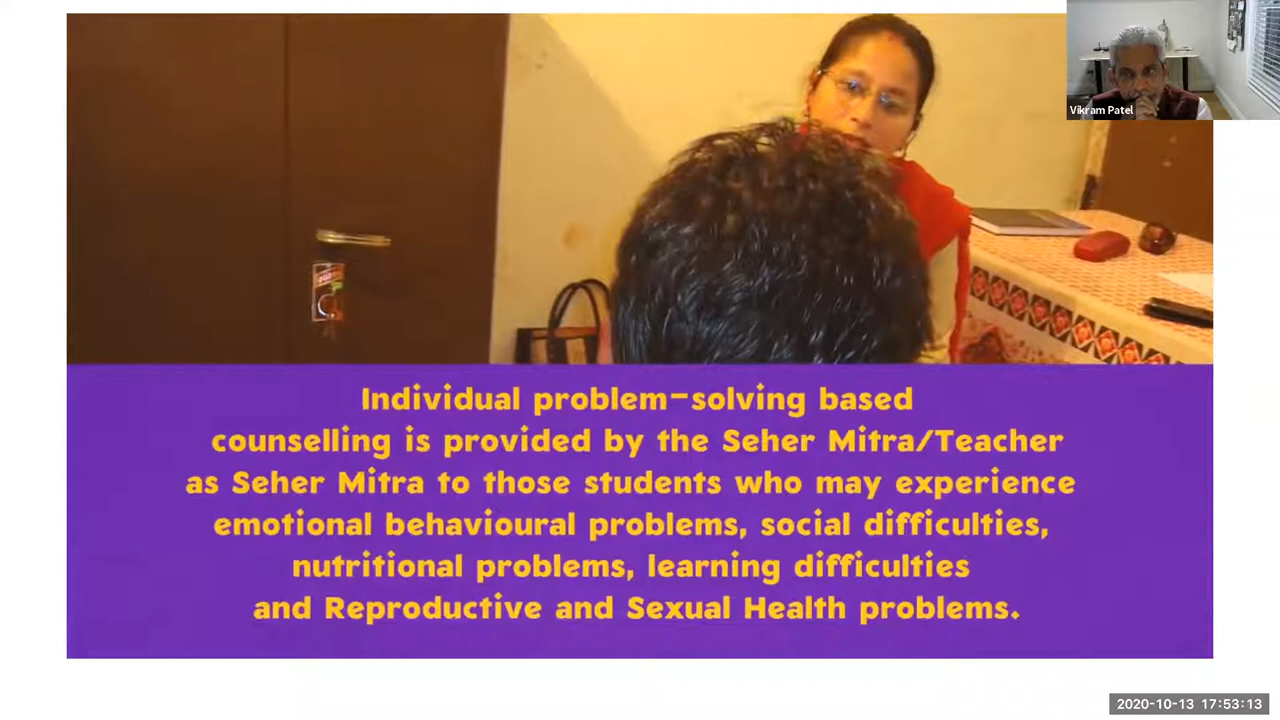 Vikram Patel
Individual problem-solving based
counselling is provided by the Seher Mitra/Teacher
as Seher Mitra to those students who may experience
emotional behavioural problems, social difficulties,
nutritional problems, learning difficulties
and Reproductive and Sexual Health problems.
2020-10-13 17:53:13